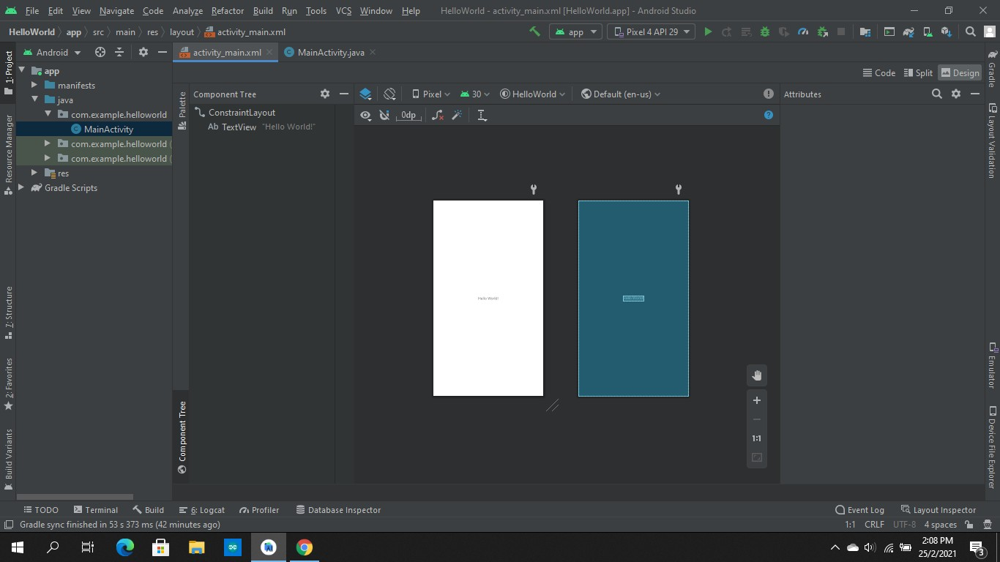 File Edit View Navigate Code Analyze Refactor Build Run Tools VCS Window Help HelloWorld - activity_main.xml [HelloWorld.app] - Android Studio
HelloWorld app src main res layout activity_main.xml app Pixel 4 API 29
Android activity_main.xml MainActivity.java
1: Project
Resource Manager
7: Structure
2: Favorites
Build Variants
app
manifests
java
com.example.helloworld
MainActivity
com.example.helloworld (
com.example.helloworld (
res
Gradle Scripts
Code Split Design
Palette
Component Tree
Component Tree
ConstraintLayout
Ab TextView "Hello World!"
Pixel 30 HelloWorld Default (en-us)
0dp
Hello World!
Hello World!
1:1
Attributes
Gradle
Layout Validation
Emulator
Device File Explorer
TODO Terminal Build 6: Logcat Profiler Database Inspector Event Log Layout Inspector
Gradle sync finished in 53 s 373 ms (42 minutes ago) 1:1 CRLF UTF-8 4 spaces
2:08 PM
25/2/2021
3